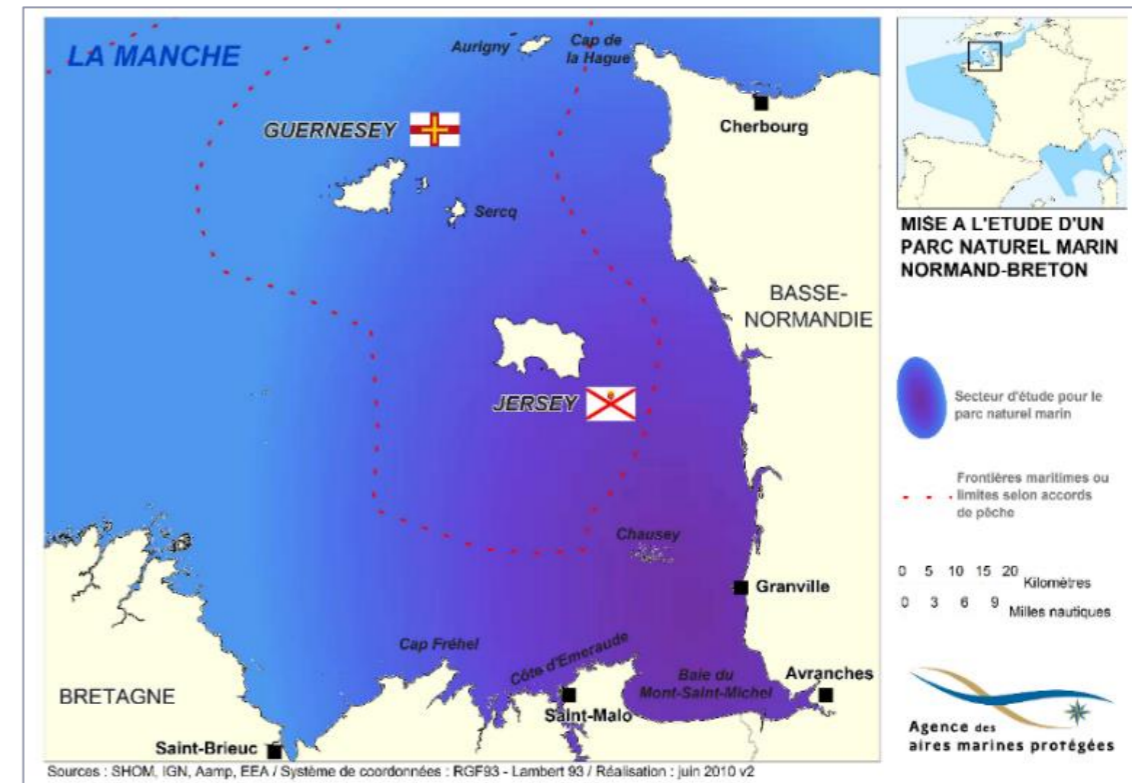 LA MANCHE
Aurigny
Cap de
la Hague
GUERNESEY
Cherbourg
Sercq
BASSE-
NORMANDIE
JERSEY
Chausey
Granville
Cap Fréhel
Côte d'Emeraude
Baie du
Mont-Saint-Michel
Avranches
BRETAGNE
Saint-Malo
Saint-Brieuc
Sources : SHOM, IGN, Aamp, EEA / Système de coordonnées : RGF93 - Lambert 93 / Réalisation : juin 2010 v2
MISE A L'ETUDE D'UN
PARC NATUREL MARIN
NORMAND-BRETON
Secteur d'étude pour le
parc naturel marin
Frontières maritimes ou
limites selon accords
de pêche
0 5 10 15 20
Kilomètres
0 3 6 9
Milles nautiques
Agence des
aires marines protégées